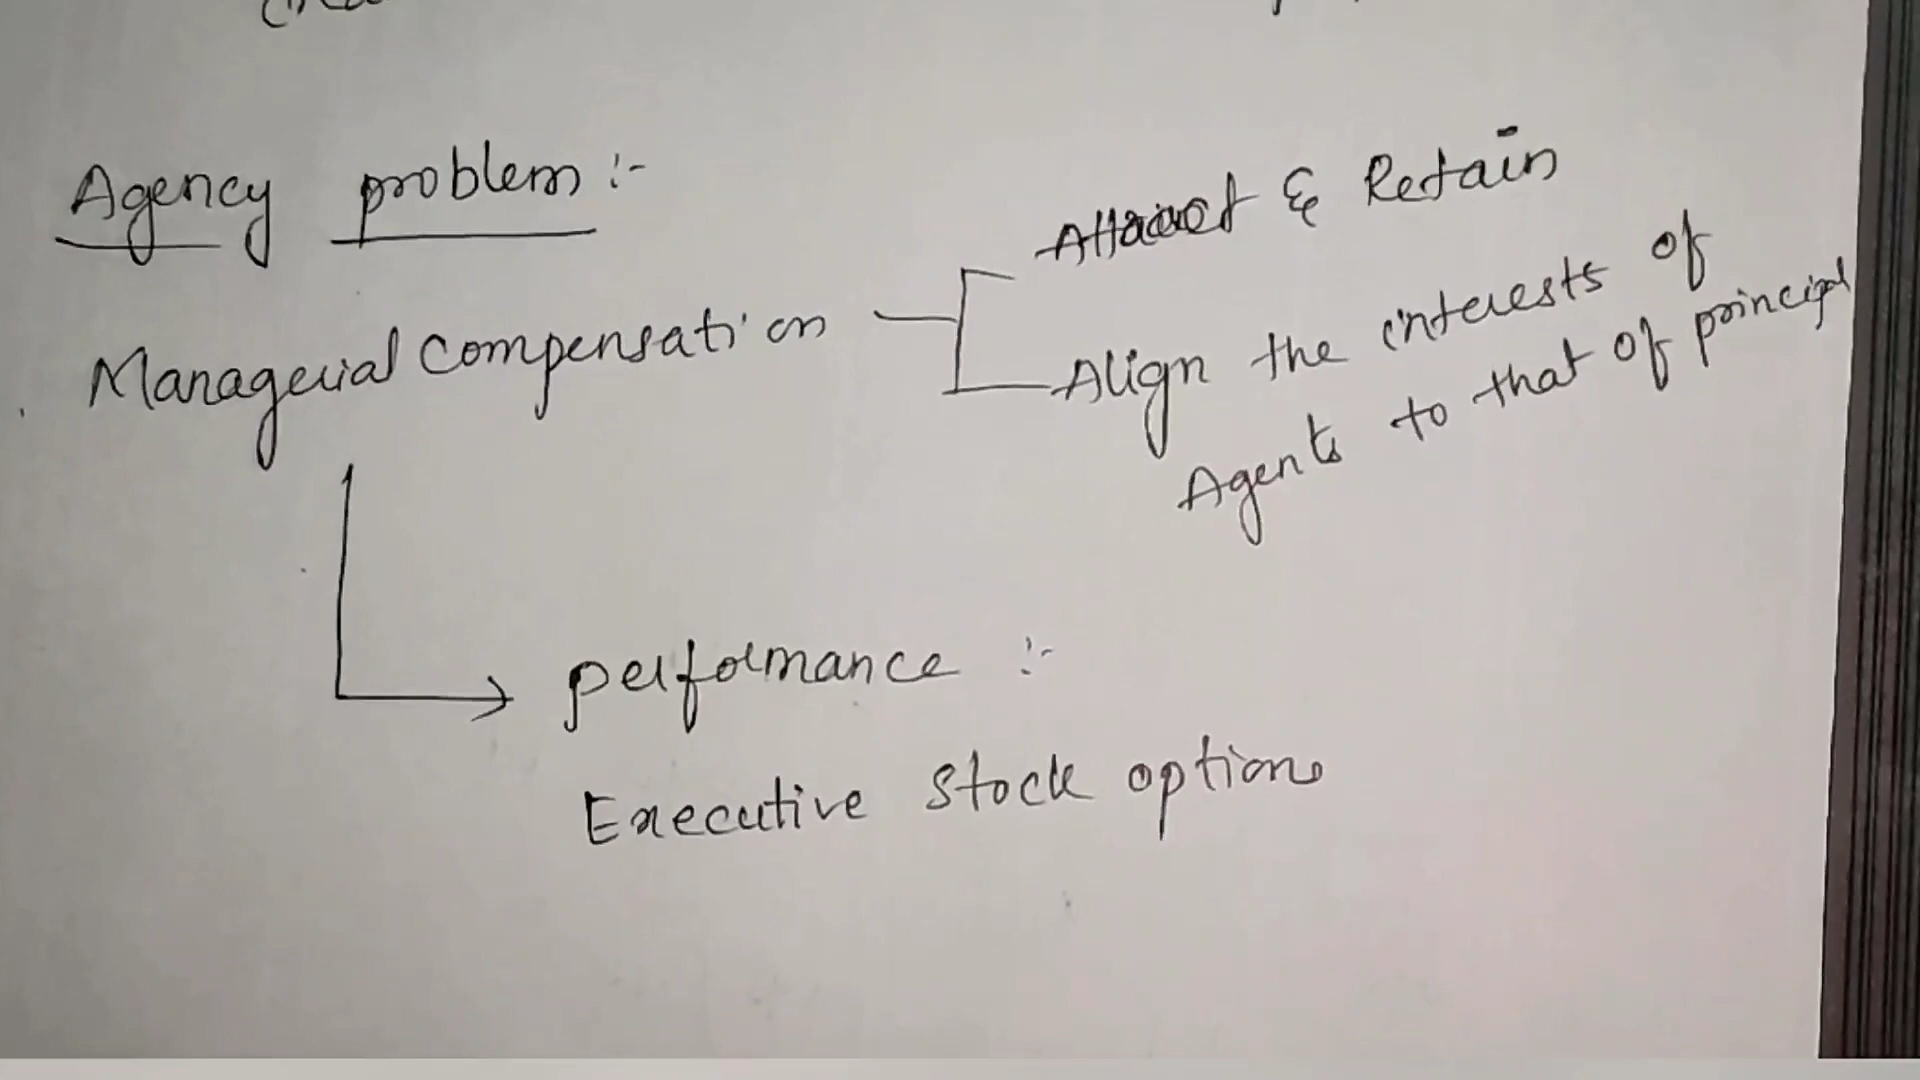 Agency problem :-
Managerial compensation
Attract & Retain
Align the interests of
Agents to that of principal
performance :-
Executive stock options